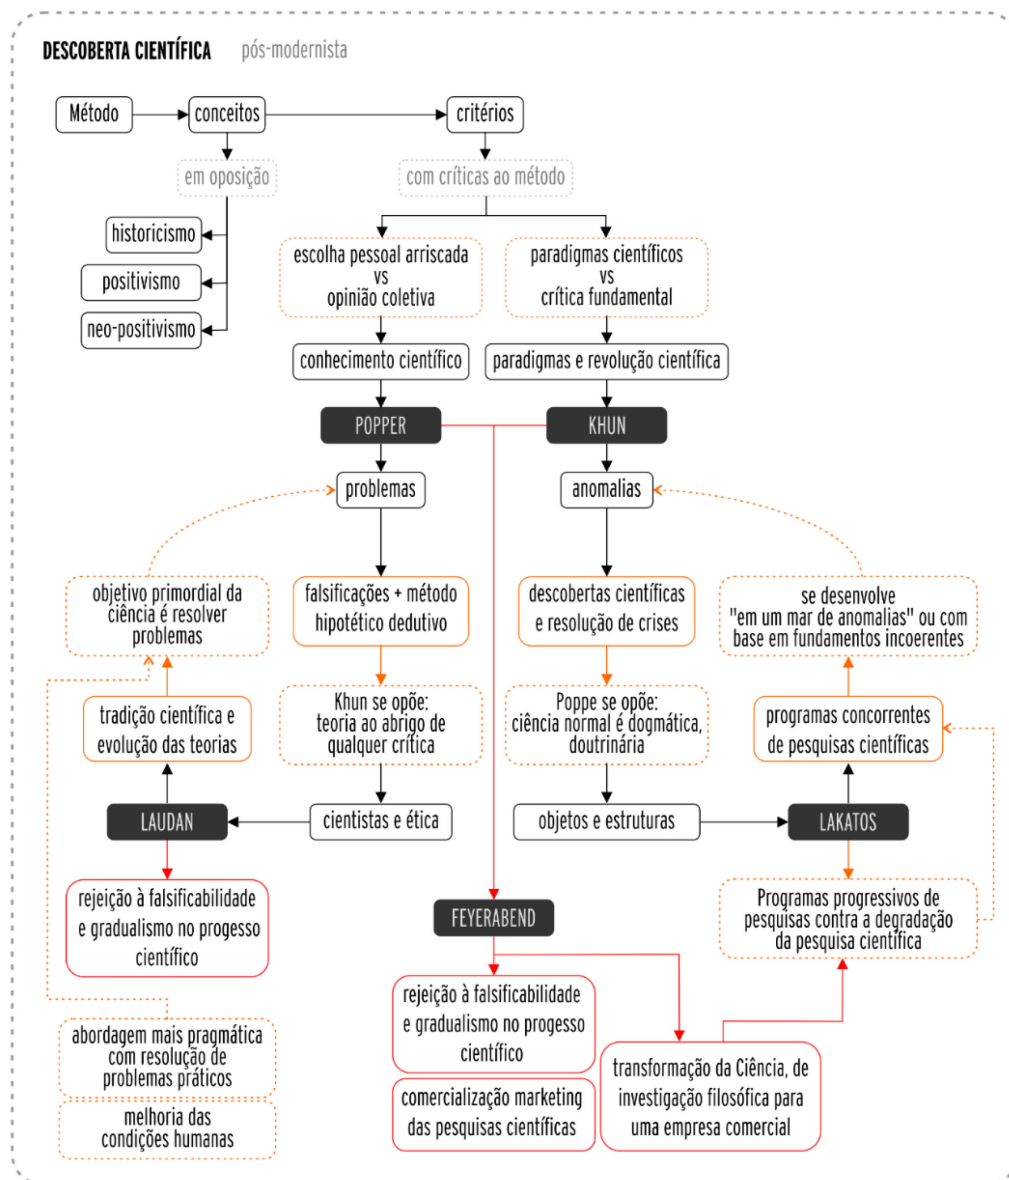 DESCOBERTA CIENTÍFICA pós-modernista
Método
conceitos
critérios
em oposição
com críticas ao método
historicismo
positivismo
neo-positivismo
escolha pessoal arriscada
vs
opinião coletiva
paradigmas científicos
vs
crítica fundamental
conhecimento científico
paradigmas e revolução científica
POPPER
KHUN
problemas
anomalias
objetivo primordial da
ciência é resolver
problemas
falsificações + método
hipotético dedutivo
descobertas científicas
e resolução de crises
se desenvolve
"em um mar de anomalias" ou com
base em fundamentos incoerentes
tradição científica e
evolução das teorias
Khun se opõe:
teoria ao abrigo de
qualquer crítica
Poppe se opõe:
ciência normal é dogmática,
doutrinária
programas concorrentes
de pesquisas científicas
LAUDAN
cientistas e ética
objetos e estruturas
LAKATOS
rejeição à falsificabilidade
e gradualismo no progesso
científico
FEYERABEND
Programas progressivos de
pesquisas contra a degradação
da pesquisa científica
rejeição à falsificabilidade
e gradualismo no progesso
científico
abordagem mais pragmática
com resolução de
problemas práticos
transformação da Ciência, de
investigação filosófica para
uma empresa comercial
comercialização marketing
das pesquisas científicas
melhoria das
condições humanas